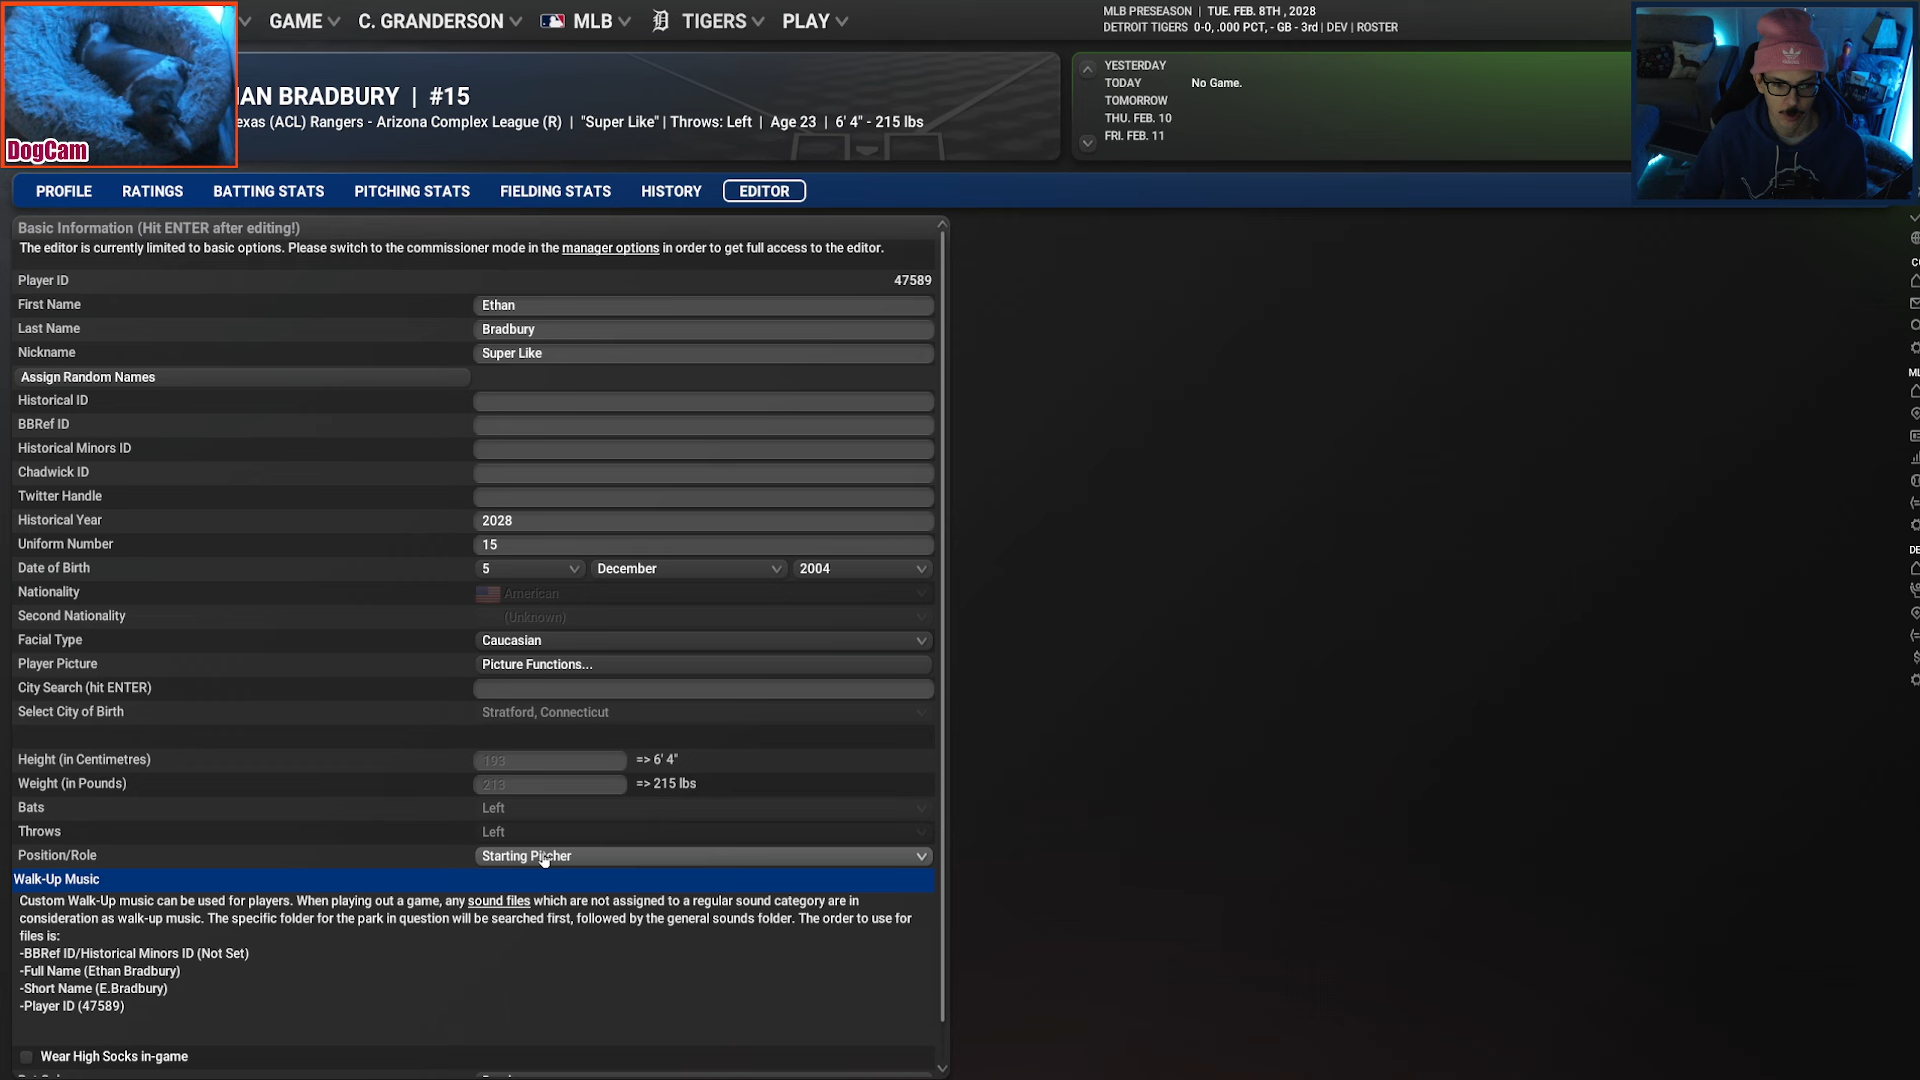 GAME C. GRANDERSON MLB TIGERS PLAY
MLB PRESEASON | TUE. FEB. 8TH , 2028
DETROIT TIGERS 0-0, .000 PCT, - GB - 3rd | DEV | ROSTER
AN BRADBURY | #15
exas (ACL) Rangers - Arizona Complex League (R) | "Super Like" | Throws: Left | Age 23 | 6' 4" - 215 lbs
DogCam
YESTERDAY
TODAY No Game.
TOMORROW
THU. FEB. 10
FRI. FEB. 11
PROFILE RATINGS BATTING STATS PITCHING STATS FIELDING STATS HISTORY EDITOR
Basic Information (Hit ENTER after editing!)
The editor is currently limited to basic options. Please switch to the commissioner mode in the manager options in order to get full access to the editor.
Player ID 47589
First Name Ethan
Last Name Bradbury
Nickname Super Like
Assign Random Names
Historical ID
BBRef ID
Historical Minors ID
Chadwick ID
Twitter Handle
Historical Year 2028
Uniform Number 15
Date of Birth 5 December 2004
Nationality American
Second Nationality (Unknown)
Facial Type Caucasian
Player Picture Picture Functions...
City Search (hit ENTER)
Select City of Birth Stratford, Connecticut
Height (in Centimetres) 193 => 6' 4"
Weight (in Pounds) 213 => 215 lbs
Bats Left
Throws Left
Position/Role Starting Pitcher
Walk-Up Music
Custom Walk-Up music can be used for players. When playing out a game, any sound files which are not assigned to a regular sound category are in
consideration as walk-up music. The specific folder for the park in question will be searched first, followed by the general sounds folder. The order to use for
files is:
-BBRef ID/Historical Minors ID (Not Set)
-Full Name (Ethan Bradbury)
-Short Name (E.Bradbury)
-Player ID (47589)
Wear High Socks in-game